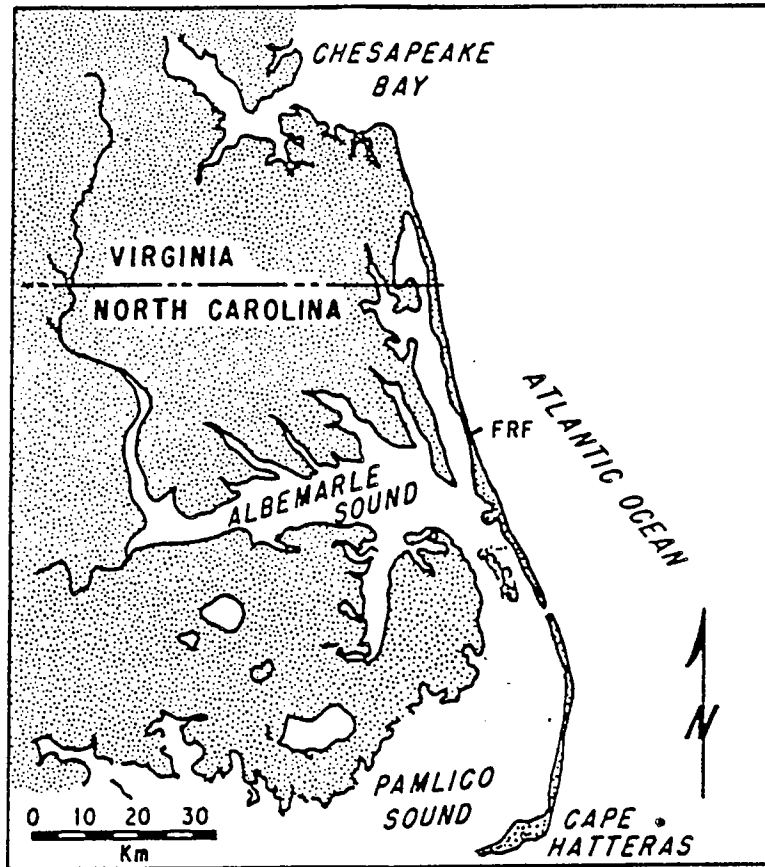 CHESAPEAKE
BAY
VIRGINIA
NORTH CAROLINA
ATLANTIC OCEAN
FRF
ALBEMARLE
SOUND
N
PAMLICO
SOUND
CAPE
HATTERAS
0 10 20 30
Km